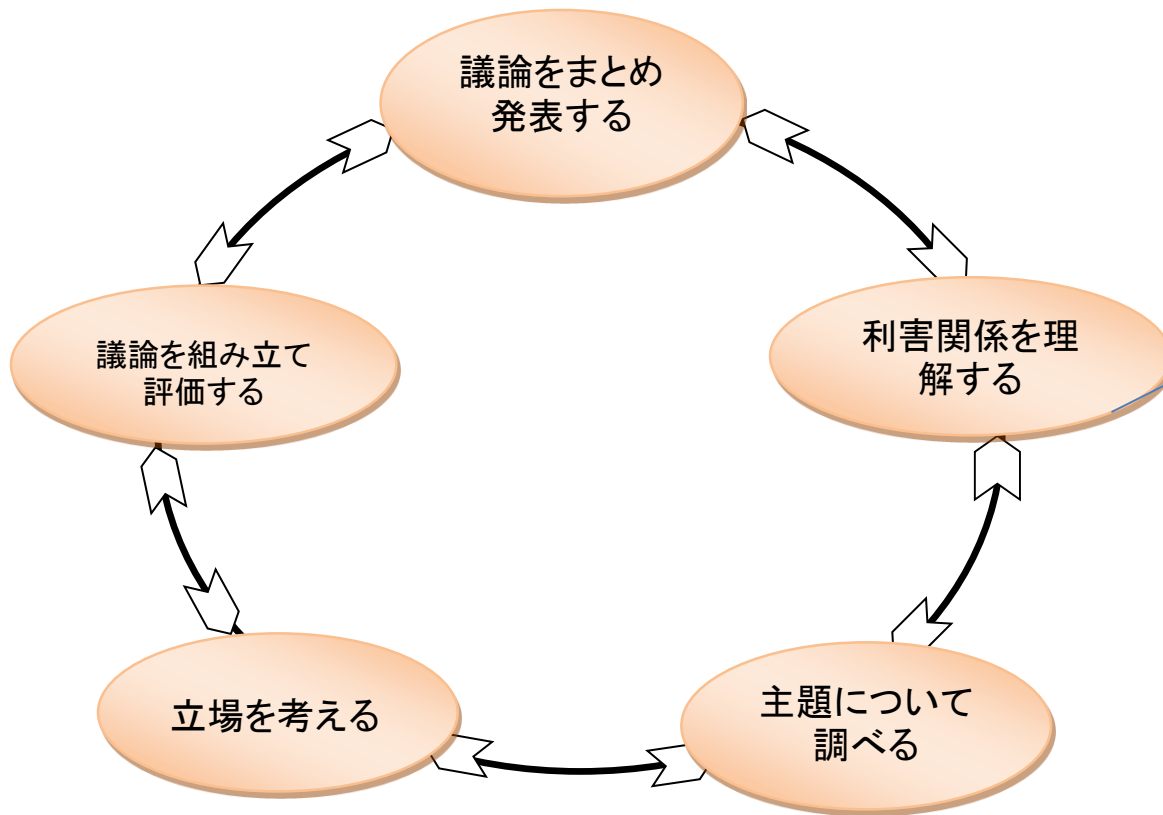 議論をまとめ
発表する
利害関係を理
解する
議論を組み立て
評価する
主題について
調べる
立場を考える